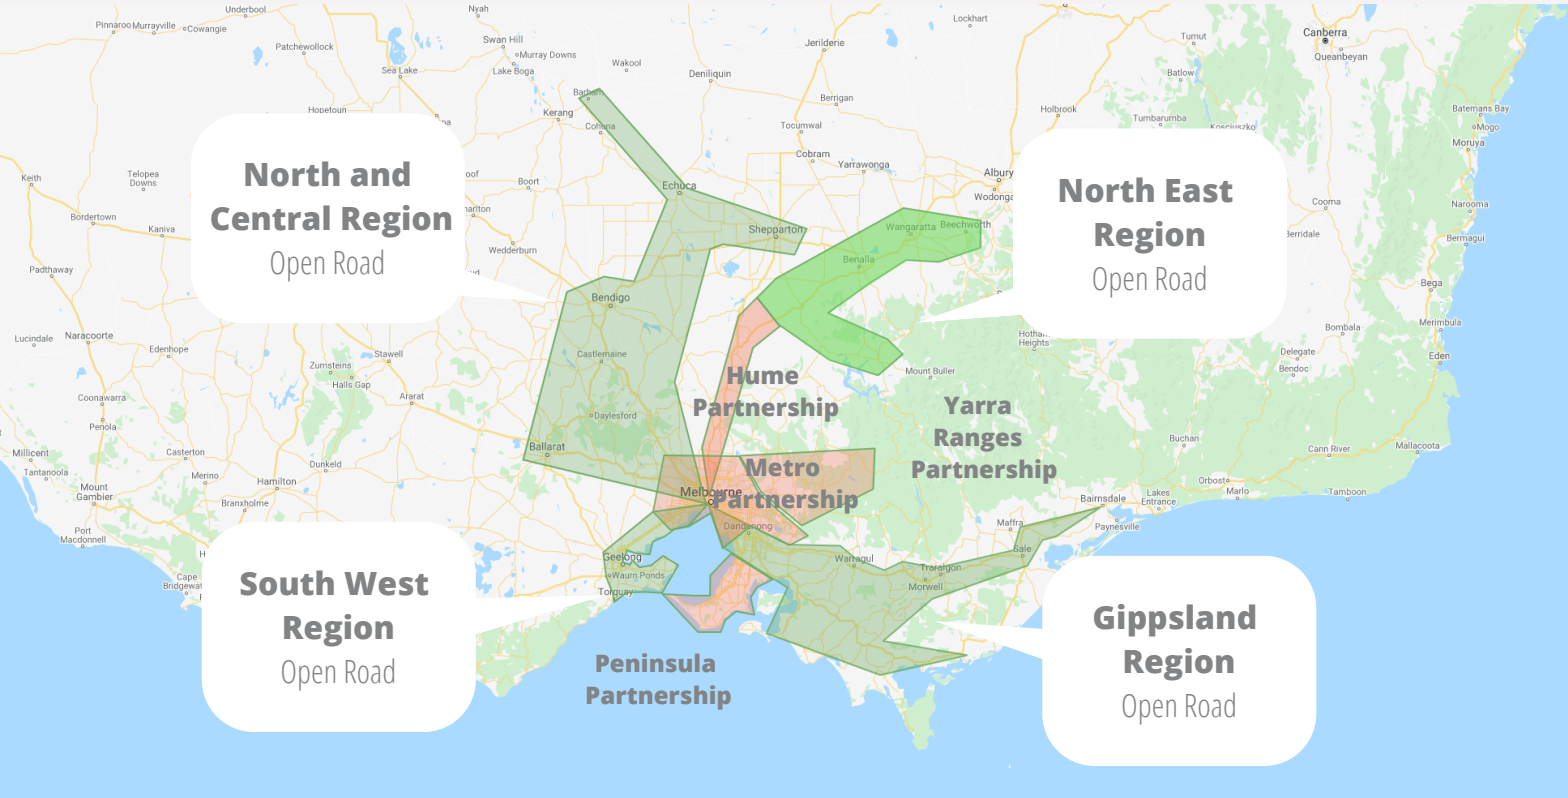 Underbool
Nyah
Lockhart
Pinnaroo
Murrayville
Cowangie
Swan Hill
Murray Downs
Jerilderie
Tumut
Canberra
Queanbeyan
Patchewollock
Sea Lake
Lake Boga
Wakool
Deniliquin
Batlow
Hopetoun
Barham
Kerang
Cohuna
Berrigan
Tocumwal
Holbrook
Tumbarumba
Kosciuszko
Batemans Bay
Mogo
Moruya
North and
Central Region
Open Road
Cobram
Yarrawonga
Albury
Wodonga
North East
Region
Open Road
Keith
Telopea
Downs
Boort
Echuca
Cooma
Narooma
Bordertown
Kaniva
Shepparton
Wangaratta
Beechworth
Berridale
Bermagui
Wedderburn
Benalla
Padthaway
Bendigo
Bega
Lucindale
Naracoorte
Edenhope
Stawell
Castlemaine
Hotham
Heights
Bombala
Merimbula
Zumsteins
Halls Gap
Mount Buller
Delegate
Bendoc
Eden
Hume
Partnership
Coonawarra
Ararat
Daylesford
Yarra
Ranges
Partnership
Penola
Ballarat
Buchan
Cann River
Mallacoota
Millicent
Tantanoola
Casterton
Dunkeld
Metro
Partnership
Mount
Gambier
Merino
Hamilton
Melbourne
Orbost
Marlo
Tamboon
Branxholme
Bairnsdale
Lakes
Entrance
Paynesville
Port
Macdonnell
Dandenong
Maffra
Sale
Geelong
Waurn Ponds
Torquay
Warragul
Traralgon
Morwell
Cape
South West
Region
Open Road
Gippsland
Region
Open Road
Peninsula
Partnership